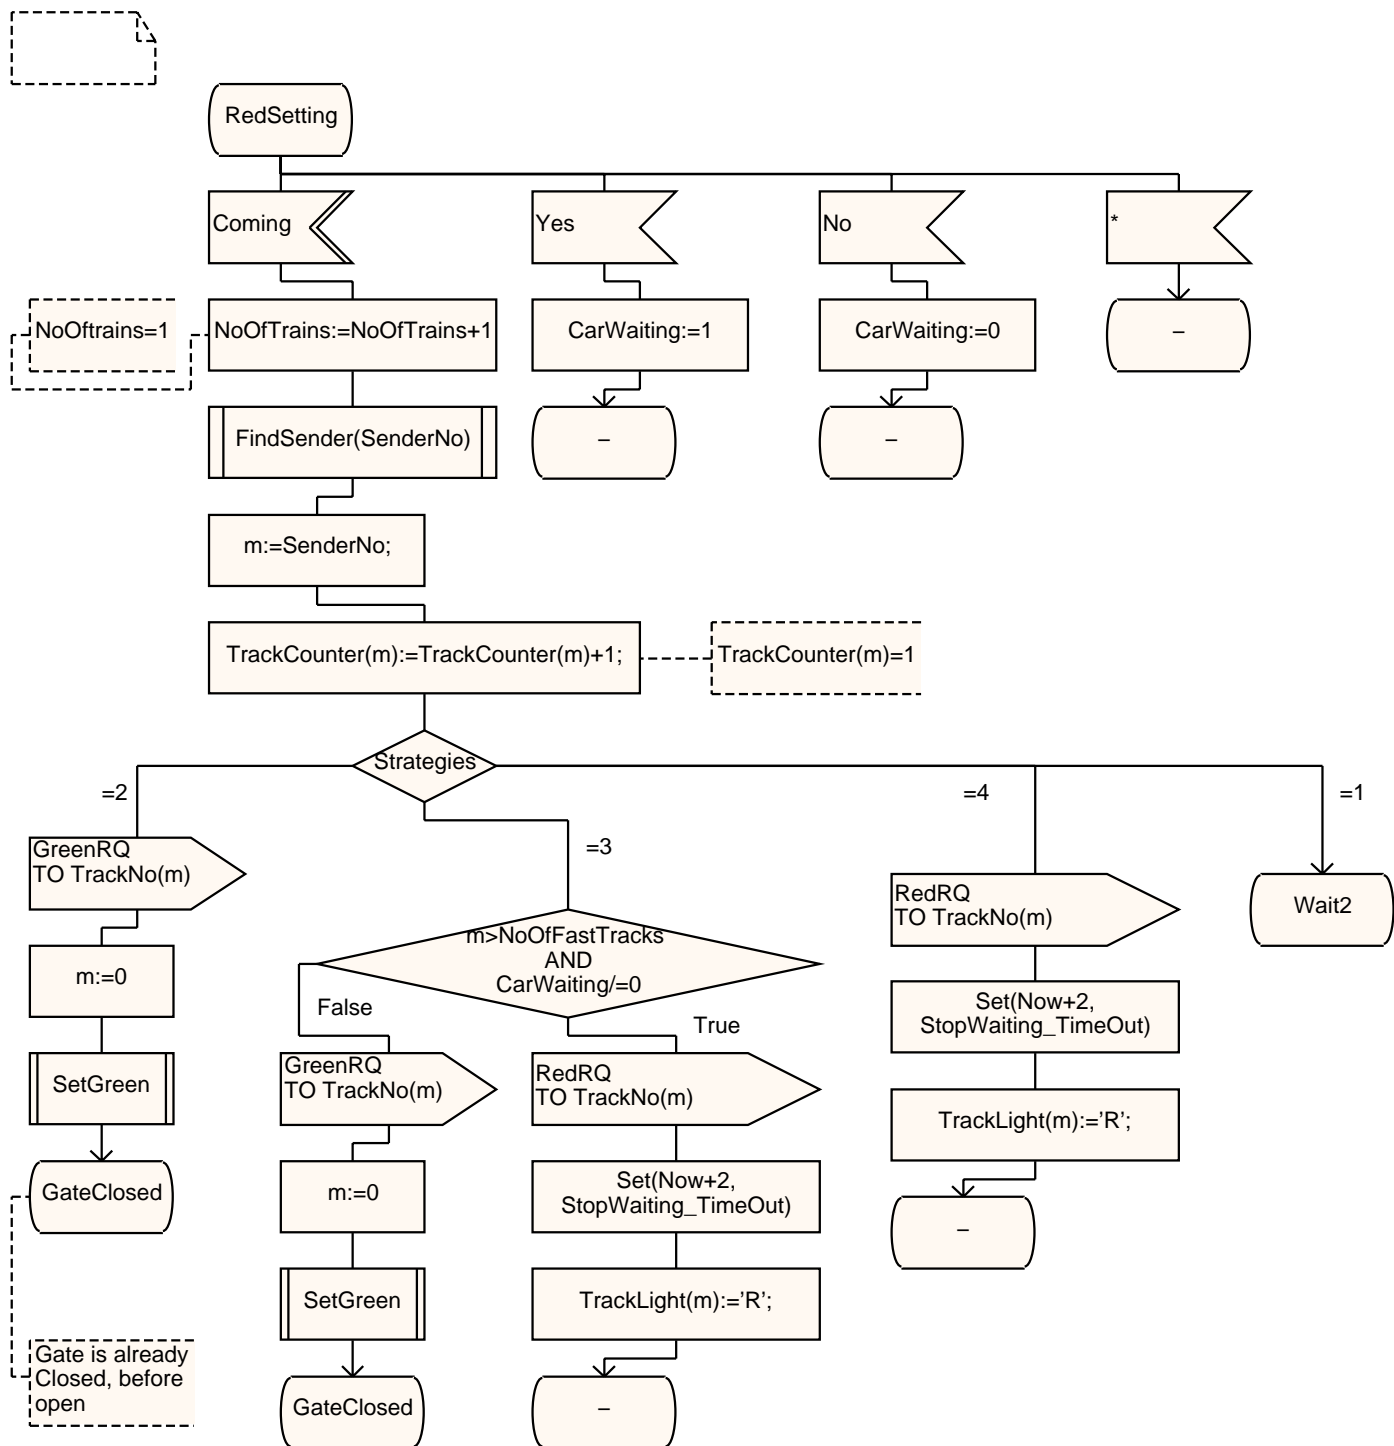 RedSetting
Coming
Yes
No
*
NoOftrains=1
NoOfTrains:=NoOfTrains+1
CarWaiting:=1
CarWaiting:=0
–
FindSender(SenderNo)
–
–
m:=SenderNo;
TrackCounter(m):=TrackCounter(m)+1;
TrackCounter(m)=1
Strategies
=2
=3
=4
=1
GreenRQ
TO TrackNo(m)
m:=0
SetGreen
GateClosed
Gate is already
Closed, before
open
m>NoOfFastTracks
AND
CarWaiting/=0
False
True
GreenRQ
TO TrackNo(m)
m:=0
SetGreen
GateClosed
RedRQ
TO TrackNo(m)
Set(Now+2,
StopWaiting_TimeOut)
TrackLight(m):=’R’;
–
RedRQ
TO TrackNo(m)
Set(Now+2,
StopWaiting_TimeOut)
TrackLight(m):=’R’;
–
Wait2